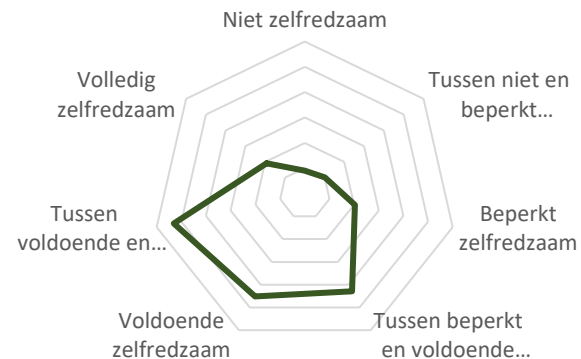 Niet zelfredzaam
Tussen niet en
beperkt...
Beperkt
zelfredzaam
Tussen beperkt
en voldoende...
Voldoende
zelfredzaam
Tussen
voldoende en...
Volledig
zelfredzaam